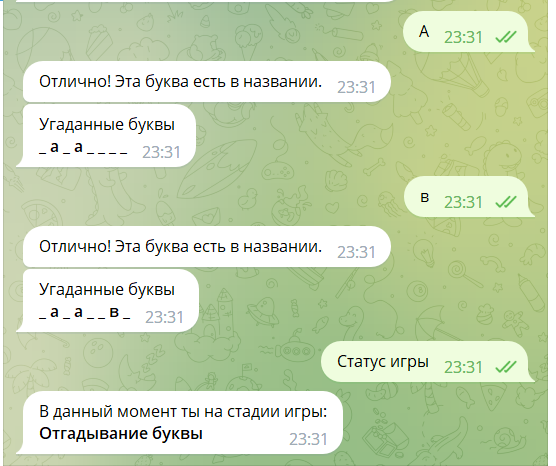 А 23:31
Отлично! Эта буква есть в названии. 23:31
Угаданные буквы
_ а _ а _ _ _ _ 23:31
в 23:31
Отлично! Эта буква есть в названии. 23:31
Угаданные буквы
_ а _ а _ _ в _ 23:31
Статус игры 23:31
В данный момент ты на стадии игры:
Отгадывание буквы 23:31